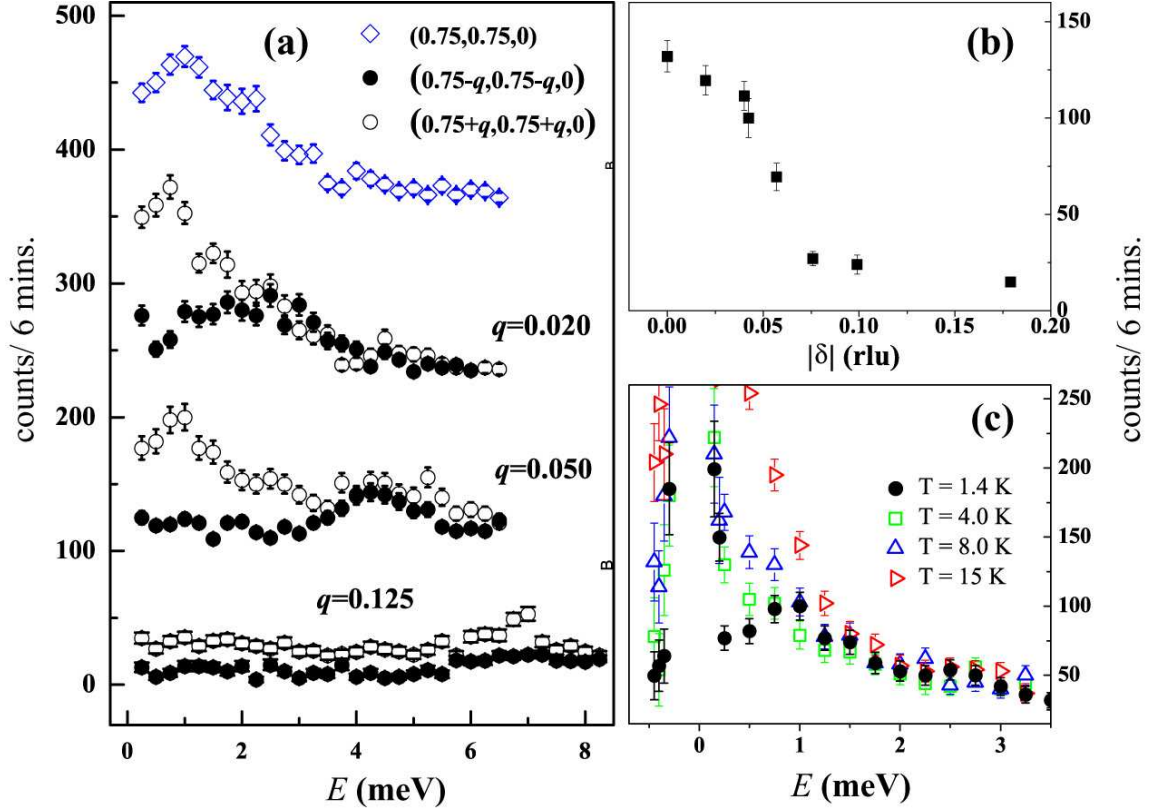 (a)
(0.75,0.75,0)
(0.75-q,0.75-q,0)
(0.75+q,0.75+q,0)
q=0.020
q=0.050
q=0.125
500
400
300
200
100
0
counts/ 6 mins.
0 2 4 6 8
E (meV)
(b)
B
150
100
50
0
0.00 0.05 0.10 0.15 0.20
|δ| (rlu)
counts/ 6 mins.
(c)
T = 1.4 K
T = 4.0 K
T = 8.0 K
T = 15 K
B
250
200
150
100
50
0 1 2 3
E (meV)